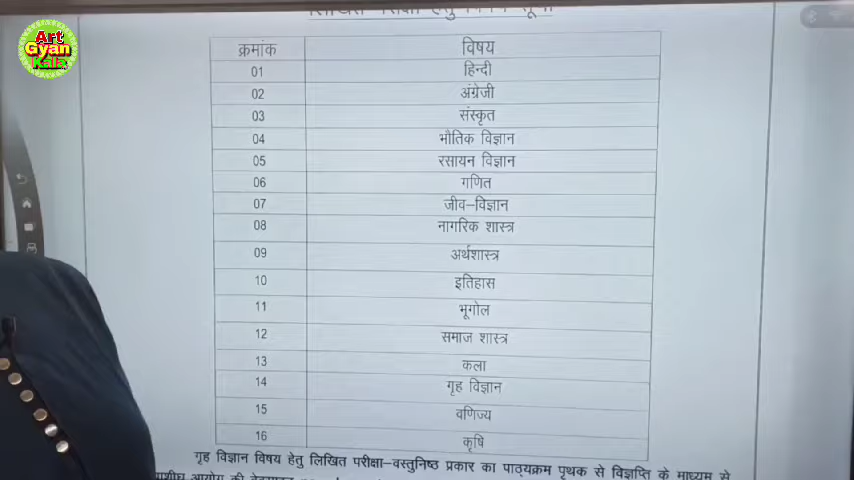 Art
Gyan
Kala
क्रमांक विषय
01 हिन्दी
02 अंग्रेजी
03 संस्कृत
04 भौतिक विज्ञान
05 रसायन विज्ञान
06 गणित
07 जीव–विज्ञान
08 नागरिक शास्त्र
09 अर्थशास्त्र
10 इतिहास
11 भूगोल
12 समाज शास्त्र
13 कला
14 गृह विज्ञान
15 वणिज्य
16 कृषि
गृह विज्ञान विषय हेतु लिखित परीक्षा–वस्तुनिष्ठ प्रकार का पाठ्यक्रम पृथक से विज्ञप्ति के माध्यम से